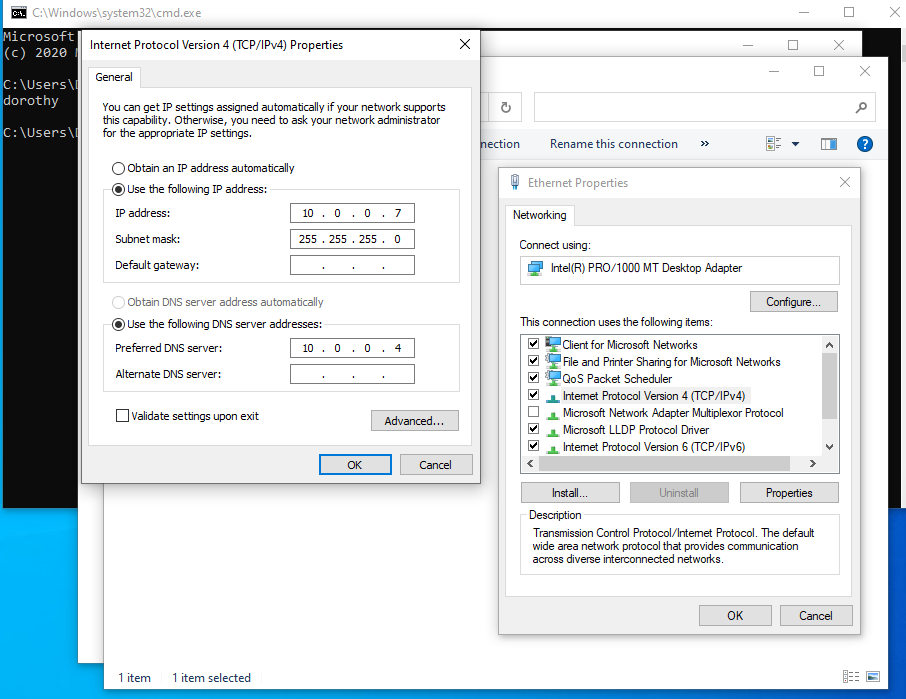 C:\Windows\system32\cmd.exe
Microsoft
(c) 2020
C:\Users\
dorothy
C:\Users\
Internet Protocol Version 4 (TCP/IPv4) Properties
General
You can get IP settings assigned automatically if your network supports
this capability. Otherwise, you need to ask your network administrator
for the appropriate IP settings.
Obtain an IP address automatically
Use the following IP address:
IP address:
10 . 0 . 0 . 7
Subnet mask:
255 . 255 . 255 . 0
Default gateway:
. . .
Obtain DNS server address automatically
Use the following DNS server addresses:
Preferred DNS server:
10 . 0 . 0 . 4
Alternate DNS server:
. . .
Validate settings upon exit
Advanced...
OK
Cancel
nection
Rename this connection
»
Ethernet Properties
Networking
Connect using:
Intel(R) PRO/1000 MT Desktop Adapter
Configure...
This connection uses the following items:
Client for Microsoft Networks
File and Printer Sharing for Microsoft Networks
QoS Packet Scheduler
Internet Protocol Version 4 (TCP/IPv4)
Microsoft Network Adapter Multiplexor Protocol
Microsoft LLDP Protocol Driver
Internet Protocol Version 6 (TCP/IPv6)
Install...
Uninstall
Properties
Description
Transmission Control Protocol/Internet Protocol. The default
wide area network protocol that provides communication
across diverse interconnected networks.
OK
Cancel
1 item
1 item selected